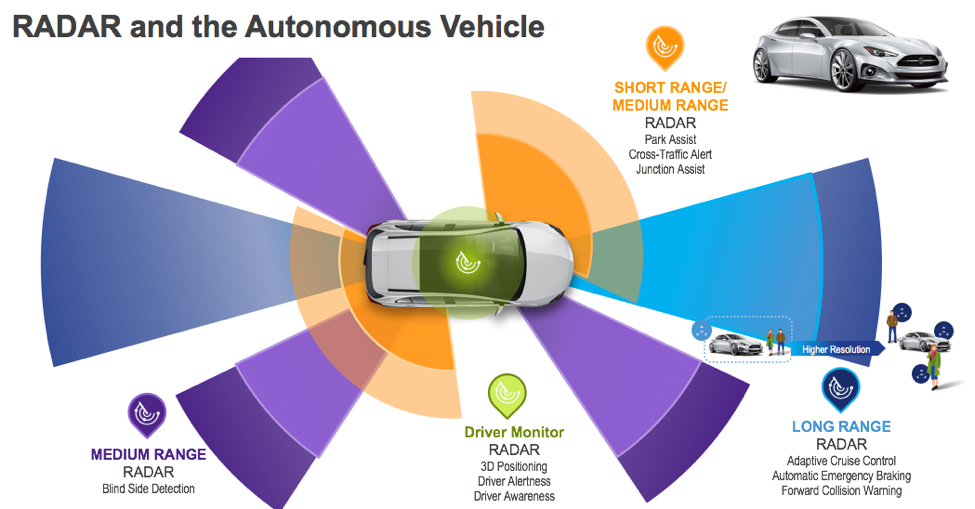 RADAR and the Autonomous Vehicle
SHORT RANGE/
MEDIUM RANGE
RADAR
Park Assist
Cross-Traffic Alert
Junction Assist
Higher Resolution
MEDIUM RANGE
RADAR
Blind Side Detection
Driver Monitor
RADAR
3D Positioning
Driver Alertness
Driver Awareness
LONG RANGE
RADAR
Adaptive Cruise Control
Automatic Emergency Braking
Forward Collision Warning